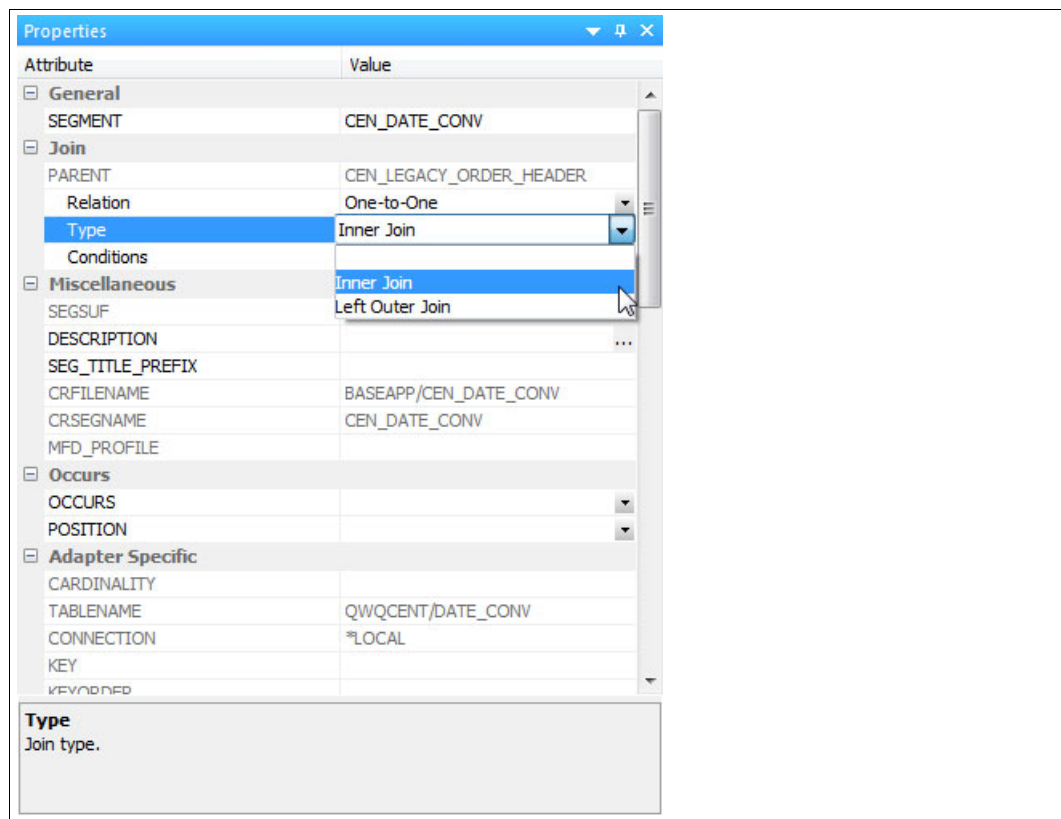 Properties
Attribute Value
General
SEGMENT CEN_DATE_CONV
Join
PARENT CEN_LEGACY_ORDER_HEADER
Relation One-to-One
Type Inner Join
Conditions
Inner Join
Miscellaneous
Left Outer Join
SEGSUF
DESCRIPTION ...
SEG_TITLE_PREFIX
CRFILENAME BASEAPP/CEN_DATE_CONV
CRSEGNAME CEN_DATE_CONV
MFD_PROFILE
Occurs
OCCURS
POSITION
Adapter Specific
CARDINALITY
TABLENAME QWQCENT/DATE_CONV
CONNECTION *LOCAL
KEY
KEYORDER
Type
Join type.